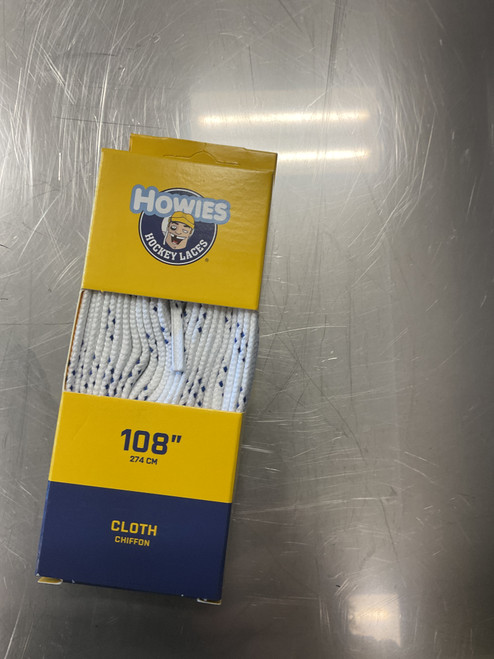 HOWIES
HOCKEY LACES
®
108"
274 CM
CLOTH
CHIFFON